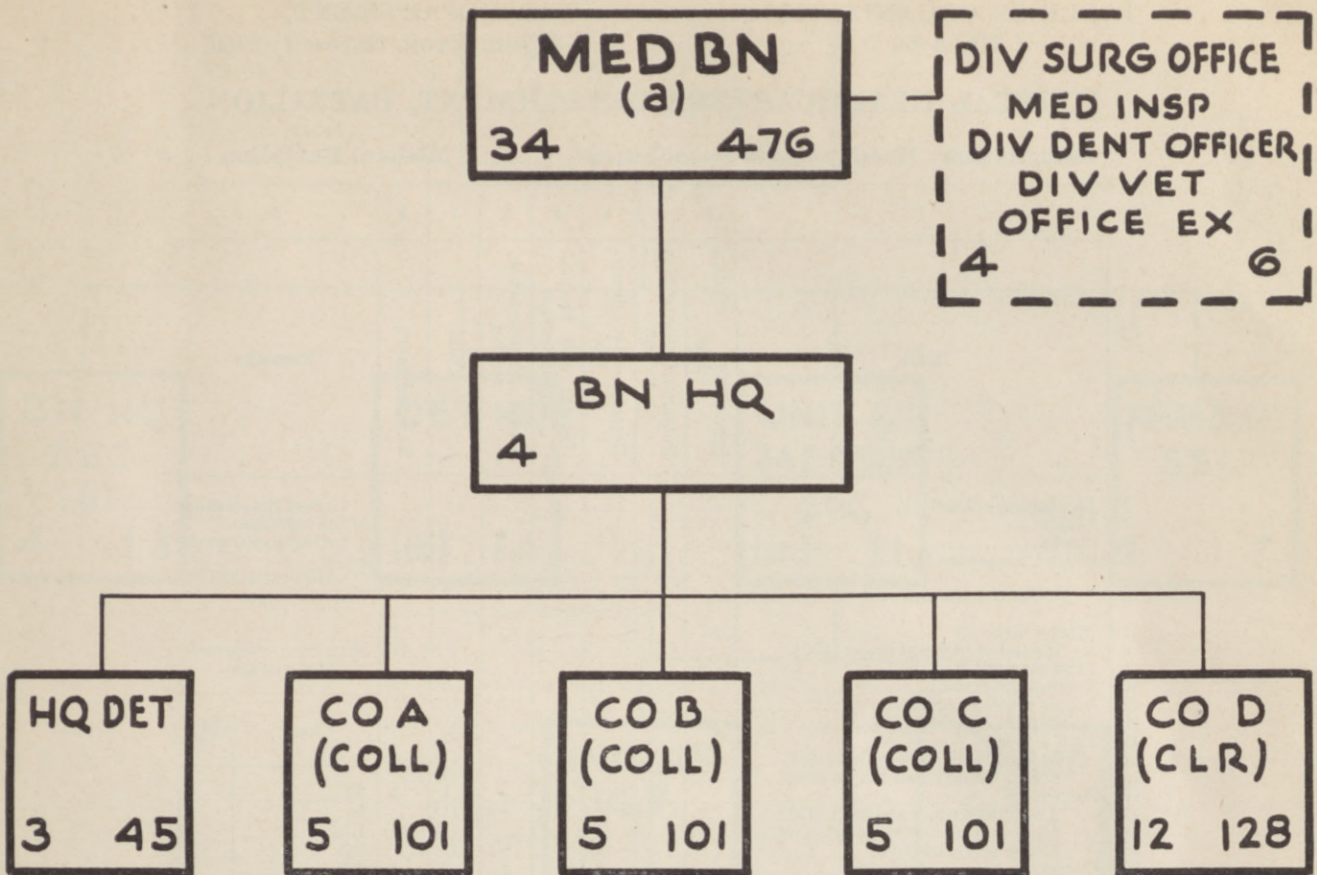 MED BN
(a)
34 476
DIV SURG OFFICE
MED INSP
DIV DENT OFFICER
DIV VET
OFFICE EX
4 6
BN HQ
4
HQ DET
3 45
CO A
(COLL)
5 101
CO B
(COLL)
5 101
CO C
(COLL)
5 101
CO D
(CLR)
12 128